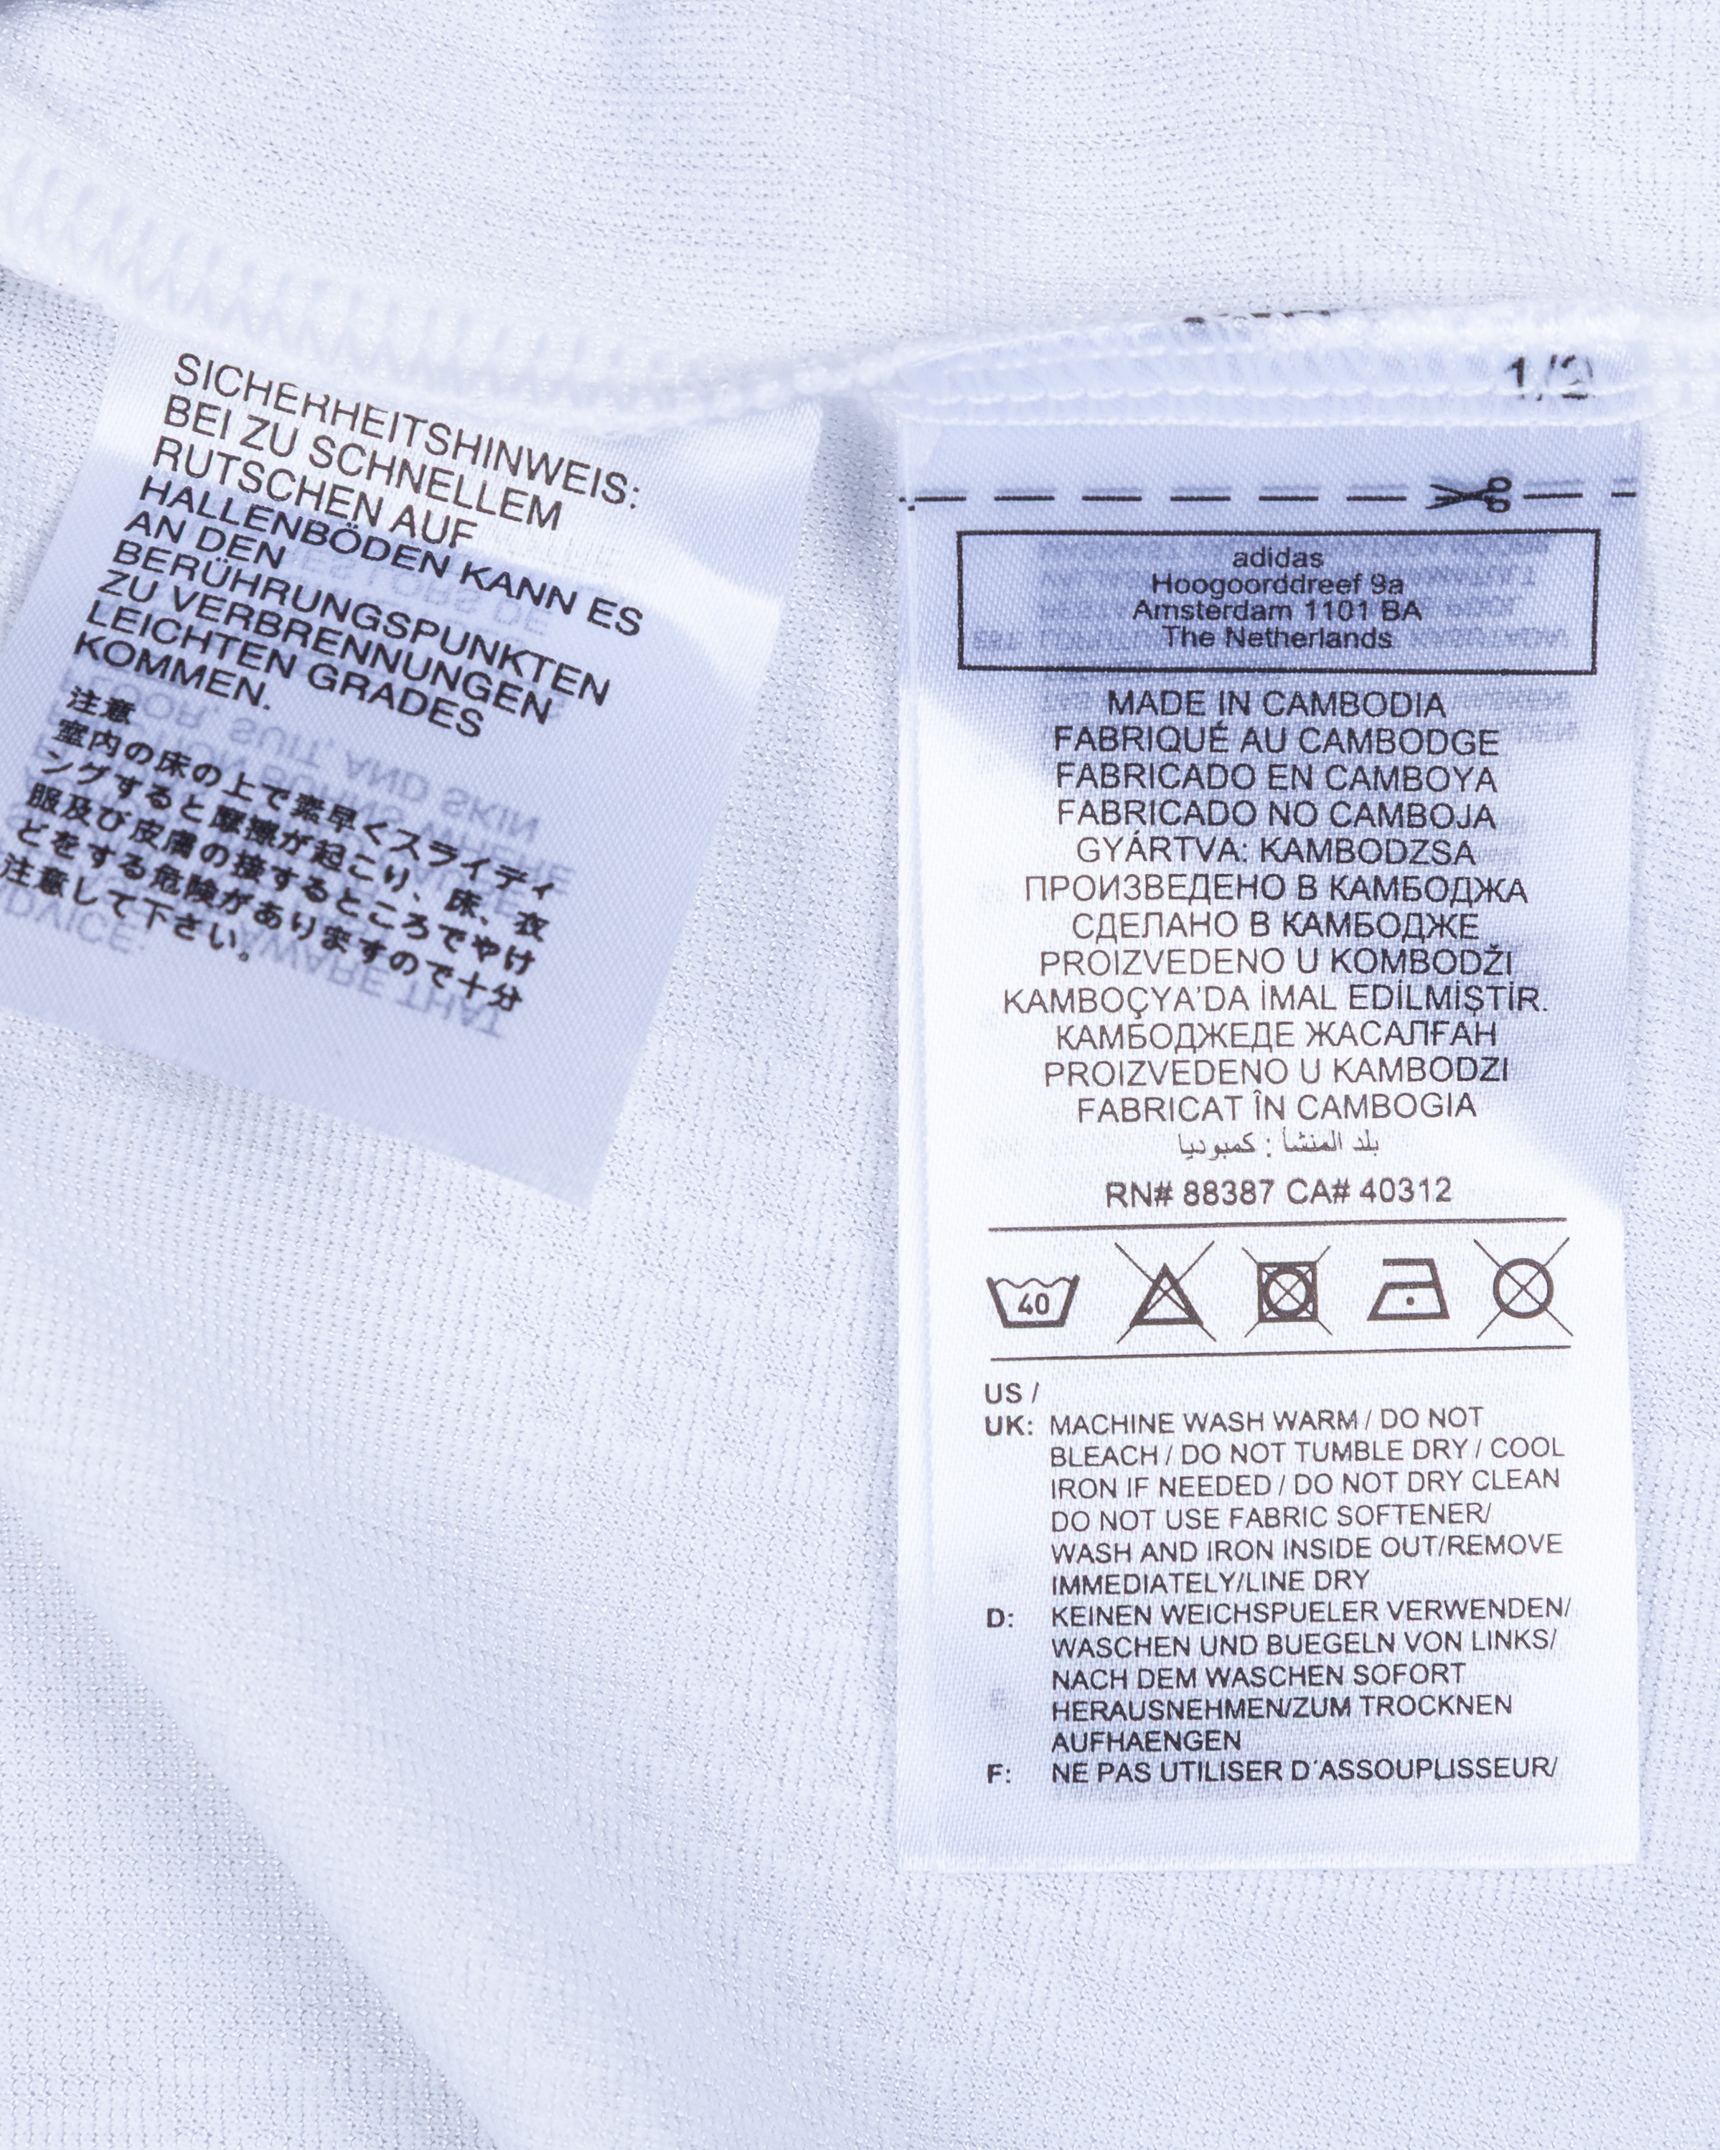 SICHERHEITSHINWEIS:
BEI ZU SCHNELLEM
RUTSCHEN AUF
HALLENBÖDEN KANN ES
AN DEN
BERÜHRUNGSPUNKTEN
ZU VERBRENNUNGEN
LEICHTEN GRADES
KOMMEN.
注意
室内の床の上で素早くスライディ
ングすると摩擦が起こり、床、衣
服及び皮膚の接するところでやけ
どをする危険がありますので十分
注意して下さい。
1/2
adidas
Hoogoorddreef 9a
Amsterdam 1101 BA
The Netherlands
MADE IN CAMBODIA
FABRIQUÉ AU CAMBODGE
FABRICADO EN CAMBOYA
FABRICADO NO CAMBOJA
GYÁRTVA: KAMBODZSA
ПРОИЗВЕДЕНО В КАМБОДЖА
СДЕЛАНО В КАМБОДЖЕ
PROIZVEDENO U KOMBODŽI
KAMBOÇYA'DA İMAL EDİLMİŞTİR.
КАМБОДЖЕДЕ ЖАСАЛҒАН
PROIZVEDENO U KAMBODZI
FABRICAT ÎN CAMBOGIA
بلد المنشأ : كمبوديا
RN# 88387 CA# 40312
40
US /
UK: MACHINE WASH WARM / DO NOT
BLEACH / DO NOT TUMBLE DRY / COOL
IRON IF NEEDED / DO NOT DRY CLEAN
DO NOT USE FABRIC SOFTENER/
WASH AND IRON INSIDE OUT/REMOVE
IMMEDIATELY/LINE DRY
D: KEINEN WEICHSPUELER VERWENDEN/
WASCHEN UND BUEGELN VON LINKS/
NACH DEM WASCHEN SOFORT
HERAUSNEHMEN/ZUM TROCKNEN
AUFHAENGEN
F: NE PAS UTILISER D´ASSOUPLISSEUR/